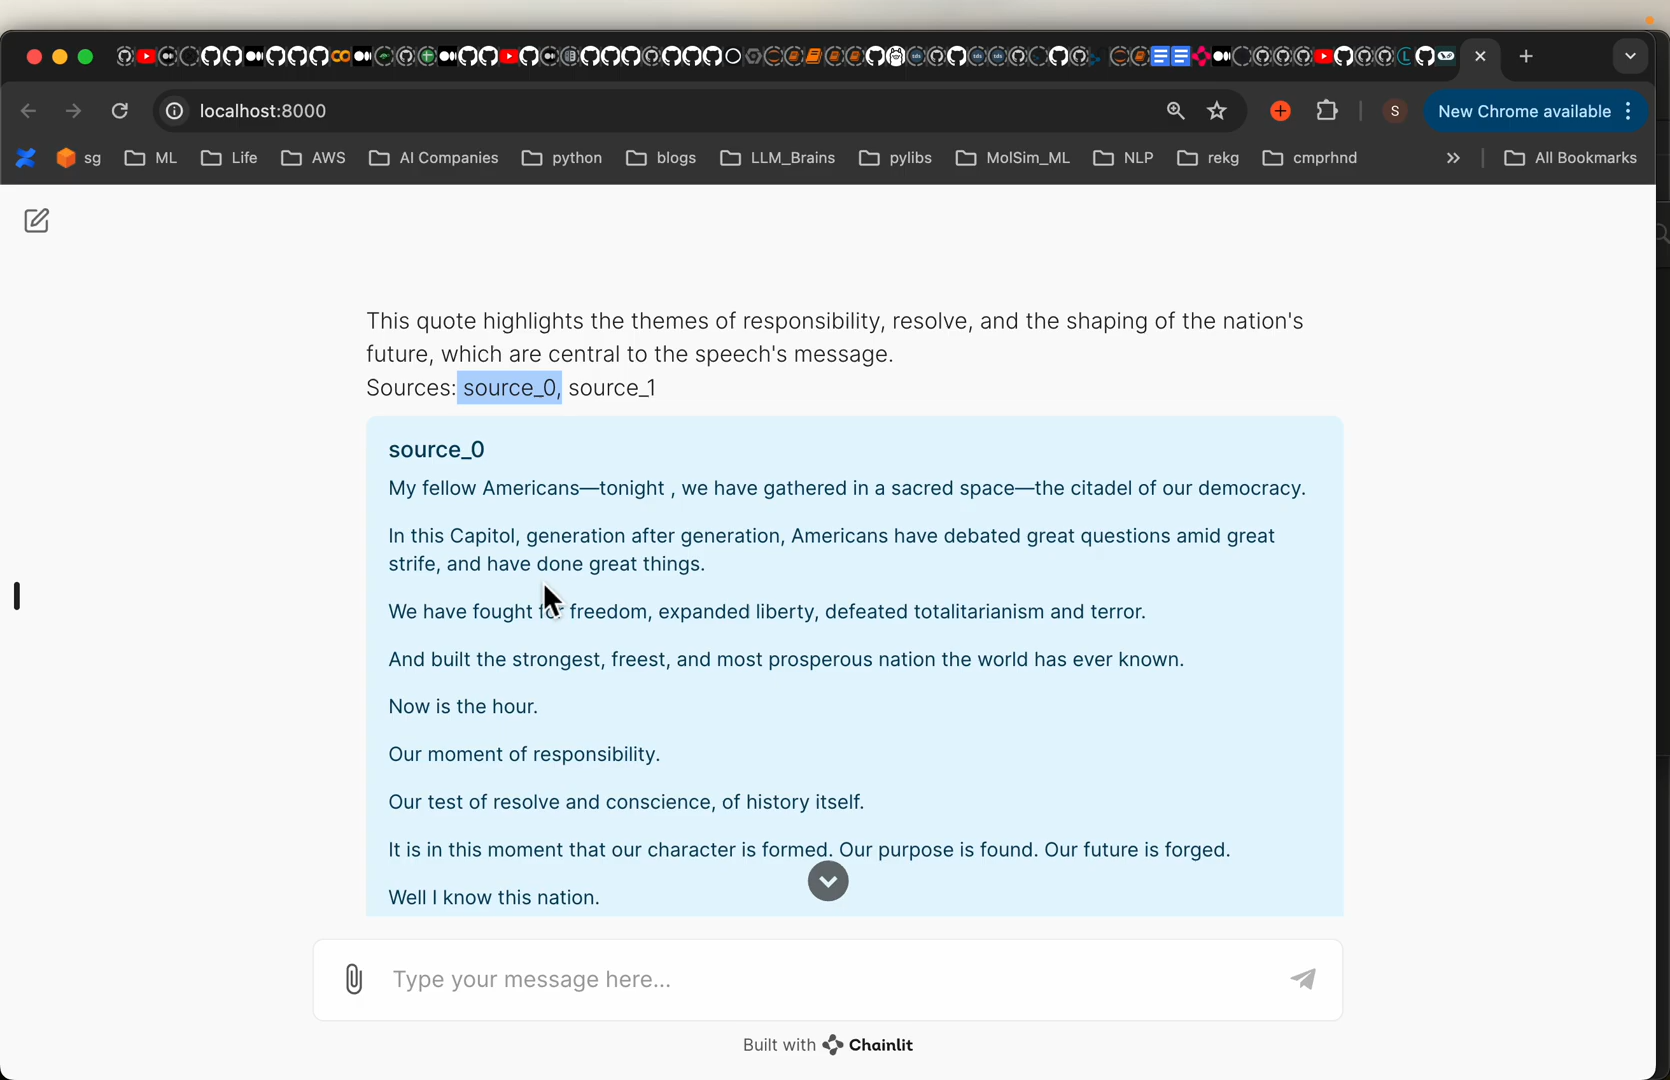 localhost:8000
S
New Chrome available
sg
ML
Life
AWS
AI Companies
python
blogs
LLM_Brains
pylibs
MolSim_ML
NLP
rekg
cmprhnd
All Bookmarks
This quote highlights the themes of responsibility, resolve, and the shaping of the nation's
future, which are central to the speech's message.
Sources: source_0, source_1
source_0
My fellow Americans—tonight , we have gathered in a sacred space—the citadel of our democracy.
In this Capitol, generation after generation, Americans have debated great questions amid great
strife, and have done great things.
We have fought for freedom, expanded liberty, defeated totalitarianism and terror.
And built the strongest, freest, and most prosperous nation the world has ever known.
Now is the hour.
Our moment of responsibility.
Our test of resolve and conscience, of history itself.
It is in this moment that our character is formed. Our purpose is found. Our future is forged.
Well I know this nation.
Type your message here...
Built with Chainlit